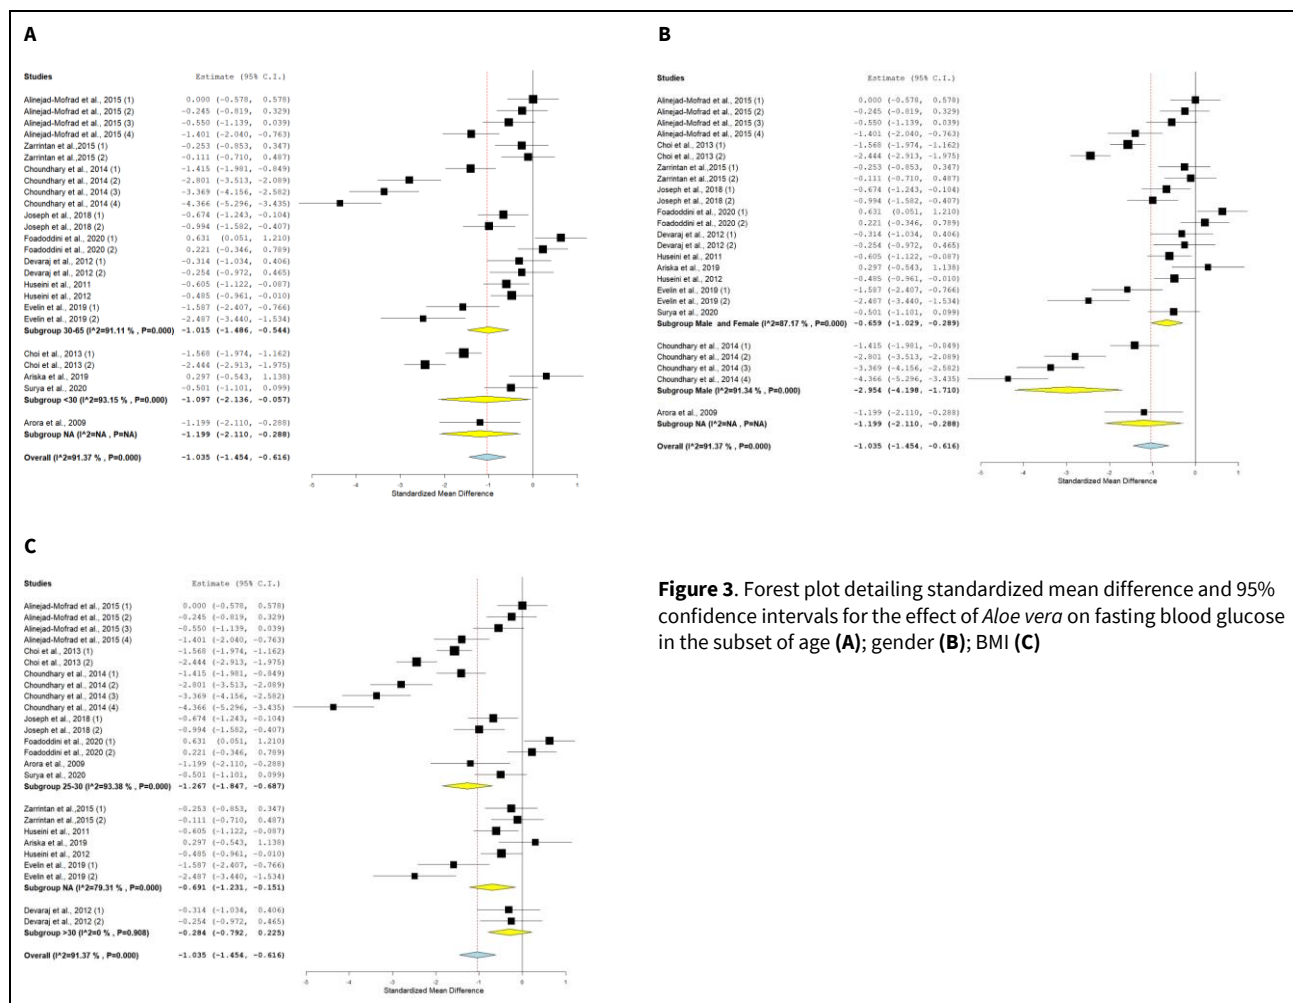 A
Studies Estimate (95% C.I.)
Alinejad-Mofrad et al., 2015 (1) 0.000 (-0.578, 0.578)
Alinejad-Mofrad et al., 2015 (2) -0.245 (-0.819, 0.329)
Alinejad-Mofrad et al., 2015 (3) -0.550 (-1.139, 0.039)
Alinejad-Mofrad et al., 2015 (4) -1.401 (-2.040, -0.763)
Zarrintan et al.,2015 (1) -0.253 (-0.853, 0.347)
Zarrintan et al.,2015 (2) -0.111 (-0.710, 0.487)
Choundhary et al., 2014 (1) -1.415 (-1.981, -0.849)
Choundhary et al., 2014 (2) -2.801 (-3.513, -2.089)
Choundhary et al., 2014 (3) -3.369 (-4.156, -2.582)
Choundhary et al., 2014 (4) -4.366 (-5.296, -3.435)
Joseph et al., 2018 (1) -0.674 (-1.243, -0.104)
Joseph et al., 2018 (2) -0.994 (-1.582, -0.407)
Foadoddini et al., 2020 (1) 0.631 (0.051, 1.210)
Foadoddini et al., 2020 (2) 0.221 (-0.346, 0.789)
Devaraj et al., 2012 (1) -0.314 (-1.034, 0.406)
Devaraj et al., 2012 (2) -0.254 (-0.972, 0.465)
Huseini et al., 2011 -0.605 (-1.122, -0.087)
Huseini et al., 2012 -0.485 (-0.961, -0.010)
Evelin et al., 2019 (1) -1.587 (-2.407, -0.766)
Evelin et al., 2019 (2) -2.487 (-3.440, -1.534)
Subgroup 30-65 (I^2=91.11 % , P=0.000) -1.015 (-1.486, -0.544)
Choi et al., 2013 (1) -1.568 (-1.974, -1.162)
Choi et al., 2013 (2) -2.444 (-2.913, -1.975)
Ariska et al., 2019 0.297 (-0.543, 1.138)
Surya et al., 2020 -0.501 (-1.101, 0.099)
Subgroup <30 (I^2=93.15 % , P=0.000) -1.097 (-2.136, -0.057)
Arora et al., 2009 -1.199 (-2.110, -0.288)
Subgroup NA (I^2=NA , P=NA) -1.199 (-2.110, -0.288)
Overall (I^2=91.37 % , P=0.000) -1.035 (-1.454, -0.616)
-5 -4 -3 -2 -1 0 1
Standardized Mean Difference
B
Studies Estimate (95% C.I.)
Alinejad-Mofrad et al., 2015 (1) 0.000 (-0.578, 0.578)
Alinejad-Mofrad et al., 2015 (2) -0.245 (-0.819, 0.329)
Alinejad-Mofrad et al., 2015 (3) -0.550 (-1.139, 0.039)
Alinejad-Mofrad et al., 2015 (4) -1.401 (-2.040, -0.763)
Choi et al., 2013 (1) -1.568 (-1.974, -1.162)
Choi et al., 2013 (2) -2.444 (-2.913, -1.975)
Zarrintan et al.,2015 (1) -0.253 (-0.853, 0.347)
Zarrintan et al.,2015 (2) -0.111 (-0.710, 0.487)
Joseph et al., 2018 (1) -0.674 (-1.243, -0.104)
Joseph et al., 2018 (2) -0.994 (-1.582, -0.407)
Foadoddini et al., 2020 (1) 0.631 (0.051, 1.210)
Foadoddini et al., 2020 (2) 0.221 (-0.346, 0.789)
Devaraj et al., 2012 (1) -0.314 (-1.034, 0.406)
Devaraj et al., 2012 (2) -0.254 (-0.972, 0.465)
Huseini et al., 2011 -0.605 (-1.122, -0.087)
Ariska et al., 2019 0.297 (-0.543, 1.138)
Huseini et al., 2012 -0.485 (-0.961, -0.010)
Evelin et al., 2019 (1) -1.587 (-2.407, -0.766)
Evelin et al., 2019 (2) -2.487 (-3.440, -1.534)
Surya et al., 2020 -0.501 (-1.101, 0.099)
Subgroup Male and Female (I^2=87.17 % , P=0.000) -0.659 (-1.029, -0.289)
Choundhary et al., 2014 (1) -1.415 (-1.981, -0.849)
Choundhary et al., 2014 (2) -2.801 (-3.513, -2.089)
Choundhary et al., 2014 (3) -3.369 (-4.156, -2.582)
Choundhary et al., 2014 (4) -4.366 (-5.296, -3.435)
Subgroup Male (I^2=91.34 % , P=0.000) -2.954 (-4.198, -1.710)
Arora et al., 2009 -1.199 (-2.110, -0.288)
Subgroup NA (I^2=NA , P=NA) -1.199 (-2.110, -0.288)
Overall (I^2=91.37 % , P=0.000) -1.035 (-1.454, -0.616)
-5 -4 -3 -2 -1 0 1
Standardized Mean Difference
C
Studies Estimate (95% C.I.)
Alinejad-Mofrad et al., 2015 (1) 0.000 (-0.578, 0.578)
Alinejad-Mofrad et al., 2015 (2) -0.245 (-0.819, 0.329)
Alinejad-Mofrad et al., 2015 (3) -0.550 (-1.139, 0.039)
Alinejad-Mofrad et al., 2015 (4) -1.401 (-2.040, -0.763)
Choi et al., 2013 (1) -1.568 (-1.974, -1.162)
Choi et al., 2013 (2) -2.444 (-2.913, -1.975)
Choundhary et al., 2014 (1) -1.415 (-1.981, -0.849)
Choundhary et al., 2014 (2) -2.801 (-3.513, -2.089)
Choundhary et al., 2014 (3) -3.369 (-4.156, -2.582)
Choundhary et al., 2014 (4) -4.366 (-5.296, -3.435)
Joseph et al., 2018 (1) -0.674 (-1.243, -0.104)
Joseph et al., 2018 (2) -0.994 (-1.582, -0.407)
Foadoddini et al., 2020 (1) 0.631 (0.051, 1.210)
Foadoddini et al., 2020 (2) 0.221 (-0.346, 0.789)
Arora et al., 2009 -1.199 (-2.110, -0.288)
Surya et al., 2020 -0.501 (-1.101, 0.099)
Subgroup 25-30 (I^2=93.38 % , P=0.000) -1.267 (-1.847, -0.687)
Zarrintan et al.,2015 (1) -0.253 (-0.853, 0.347)
Zarrintan et al.,2015 (2) -0.111 (-0.710, 0.487)
Huseini et al., 2011 -0.605 (-1.122, -0.087)
Ariska et al., 2019 0.297 (-0.543, 1.138)
Huseini et al., 2012 -0.485 (-0.961, -0.010)
Evelin et al., 2019 (1) -1.587 (-2.407, -0.766)
Evelin et al., 2019 (2) -2.487 (-3.440, -1.534)
Subgroup NA (I^2=79.31 % , P=0.000) -0.691 (-1.231, -0.151)
Devaraj et al., 2012 (1) -0.314 (-1.034, 0.406)
Devaraj et al., 2012 (2) -0.254 (-0.972, 0.465)
Subgroup >30 (I^2=0 % , P=0.908) -0.284 (-0.792, 0.225)
Overall (I^2=91.37 % , P=0.000) -1.035 (-1.454, -0.616)
-5 -4 -3 -2 -1 0 1
Standardized Mean Difference
Figure 3. Forest plot detailing standardized mean difference and 95%
confidence intervals for the effect of Aloe vera on fasting blood glucose
in the subset of age (A); gender (B); BMI (C)